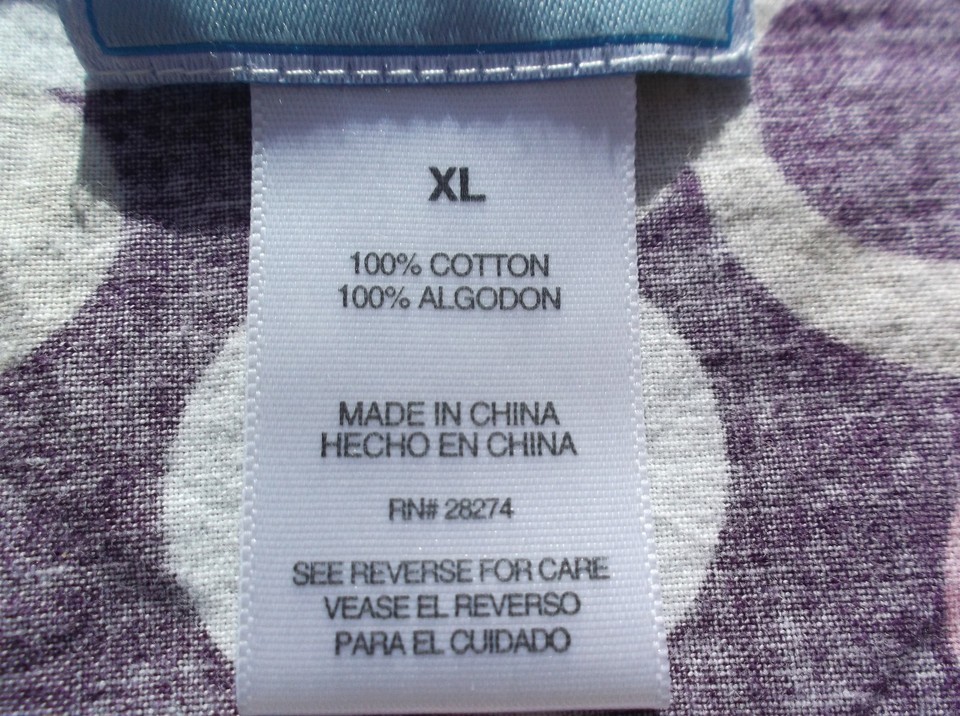 XL
100% COTTON
100% ALGODON
MADE IN CHINA
HECHO EN CHINA
RN# 28274
SEE REVERSE FOR CARE
VEASE EL REVERSO
PARA EL CUIDADO